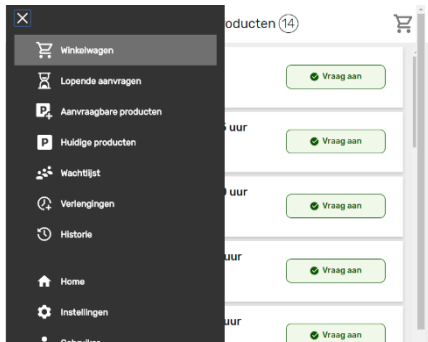 oducten 14
Winkelwagen
Lopende aanvragen
Aanvraagbare producten
Huidige producten
Wachtlijst
Verlengingen
Historie
Home
Instellingen
Vraag aan
uur
Vraag aan
uur
Vraag aan
uur
Vraag aan
uur
Vraag aan